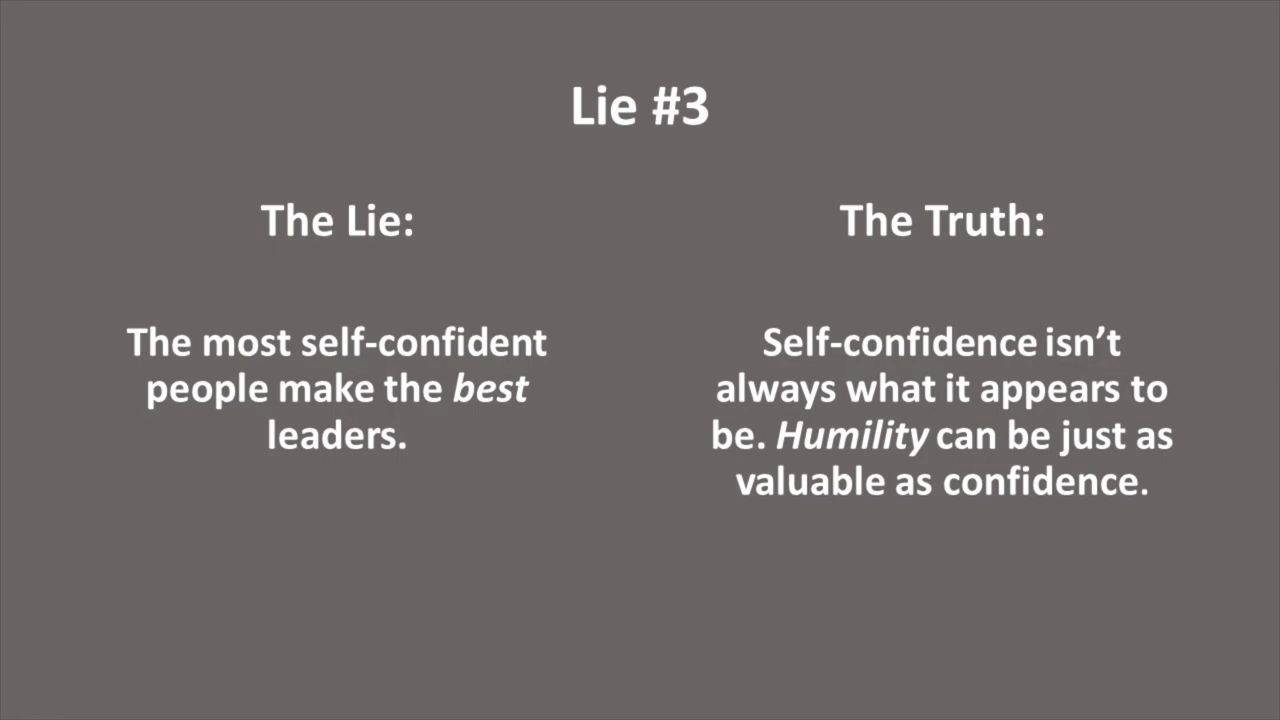 Lie #3
The Lie:
The most self-confident
people make the best
leaders.
The Truth:
Self-confidence isn’t
always what it appears to
be. Humility can be just as
valuable as confidence.